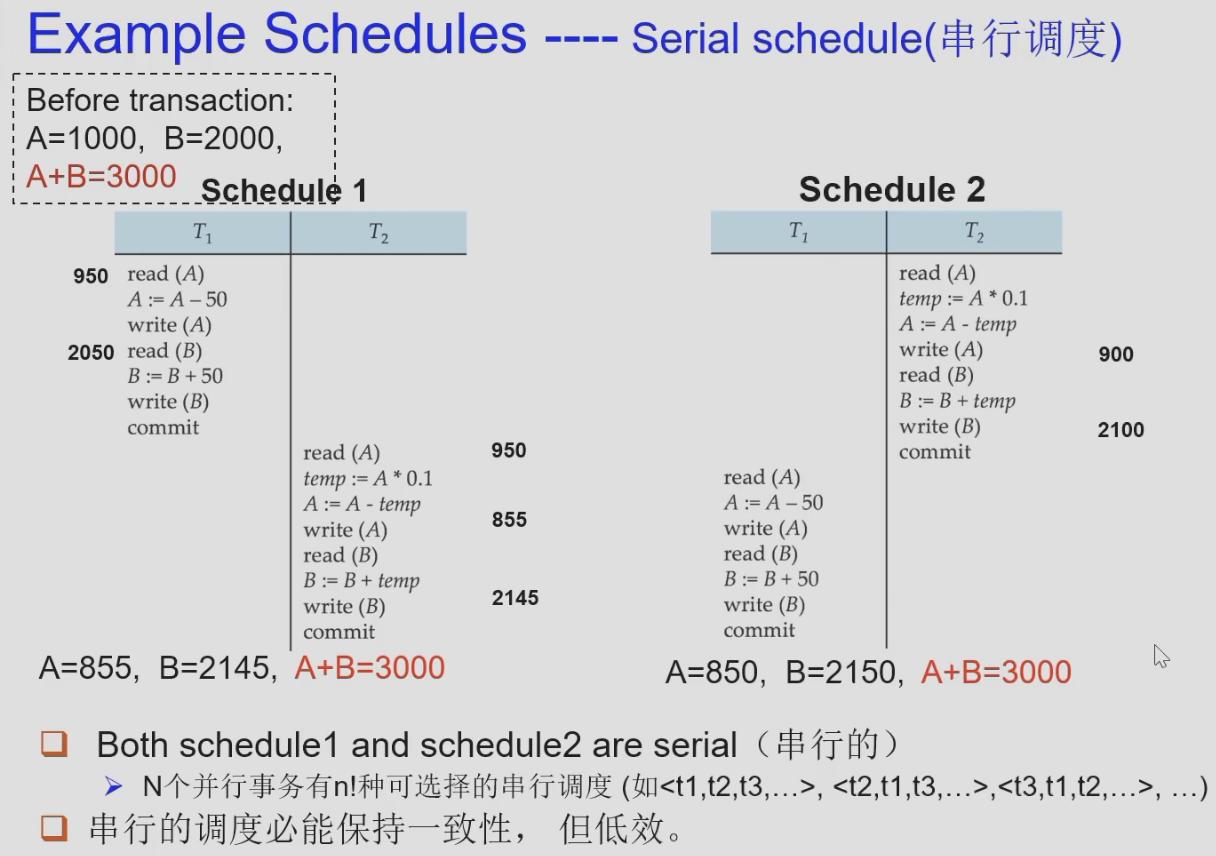 Example Schedules ---- Serial schedule(串行调度)
Before transaction:
A=1000, B=2000,
A+B=3000
Schedule 1
T1 T2
950 read (A)
A := A – 50
write (A)
2050 read (B)
B := B + 50
write (B)
commit
read (A) 950
temp := A * 0.1
A := A - temp
write (A) 855
read (B)
B := B + temp
write (B) 2145
commit
A=855, B=2145, A+B=3000
Schedule 2
T1 T2
read (A)
temp := A * 0.1
A := A - temp
write (A) 900
read (B)
B := B + temp
write (B) 2100
commit
read (A)
A := A – 50
write (A)
read (B)
B := B + 50
write (B)
commit
A=850, B=2150, A+B=3000
Both schedule1 and schedule2 are serial（串行的）
N个并行事务有n!种可选择的串行调度 (如<t1,t2,t3,…>, <t2,t1,t3,…>,<t3,t1,t2,…>, …)
串行的调度必能保持一致性， 但低效。